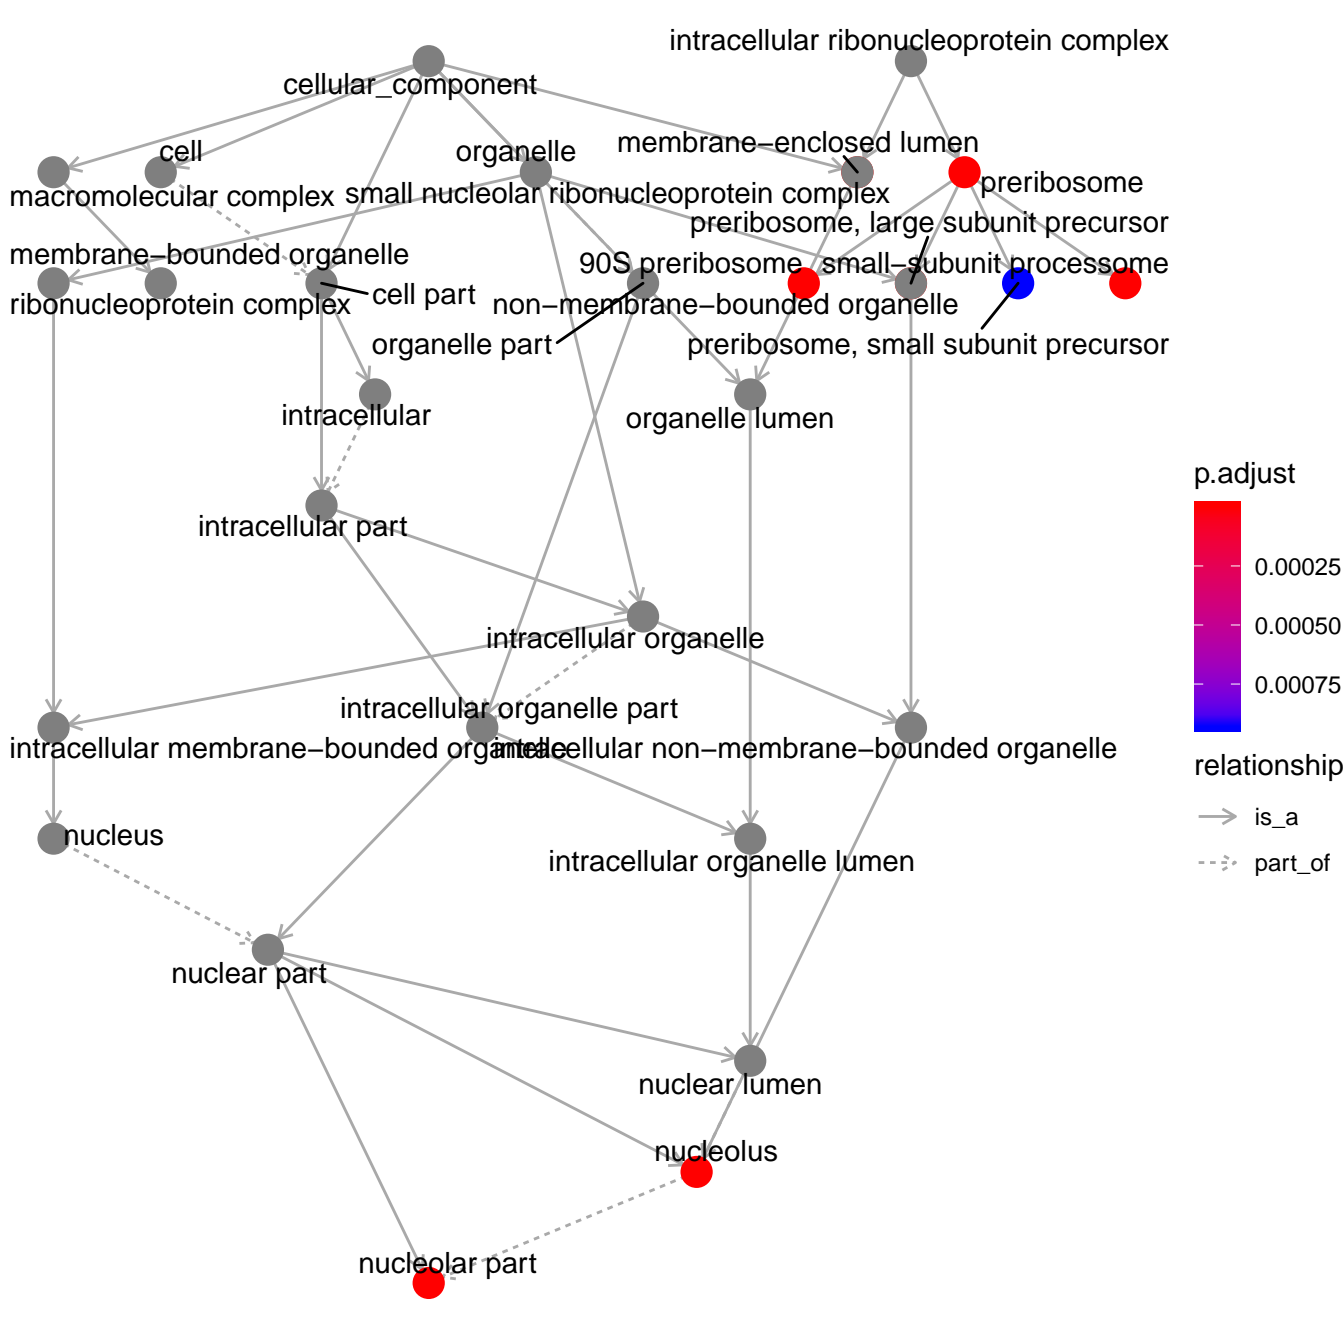 intracellular ribonucleoprotein complex
cellular_component
cell
organelle
membrane−enclosed lumen
preribosome
macromolecular complex
small nucleolar ribonucleoprotein complex
preribosome, large subunit precursor
membrane−bounded organelle
90S preribosome
small−subunit processome
cell part
ribonucleoprotein complex
non−membrane−bounded organelle
organelle part
preribosome, small subunit precursor
intracellular
organelle lumen
p.adjust
0.00025
0.00050
0.00075
intracellular part
intracellular organelle
intracellular organelle part
intracellular membrane−bounded organelle
intracellular non−membrane−bounded organelle
relationship
is_a
part_of
nucleus
intracellular organelle lumen
nuclear part
nuclear lumen
nucleolus
nucleolar part